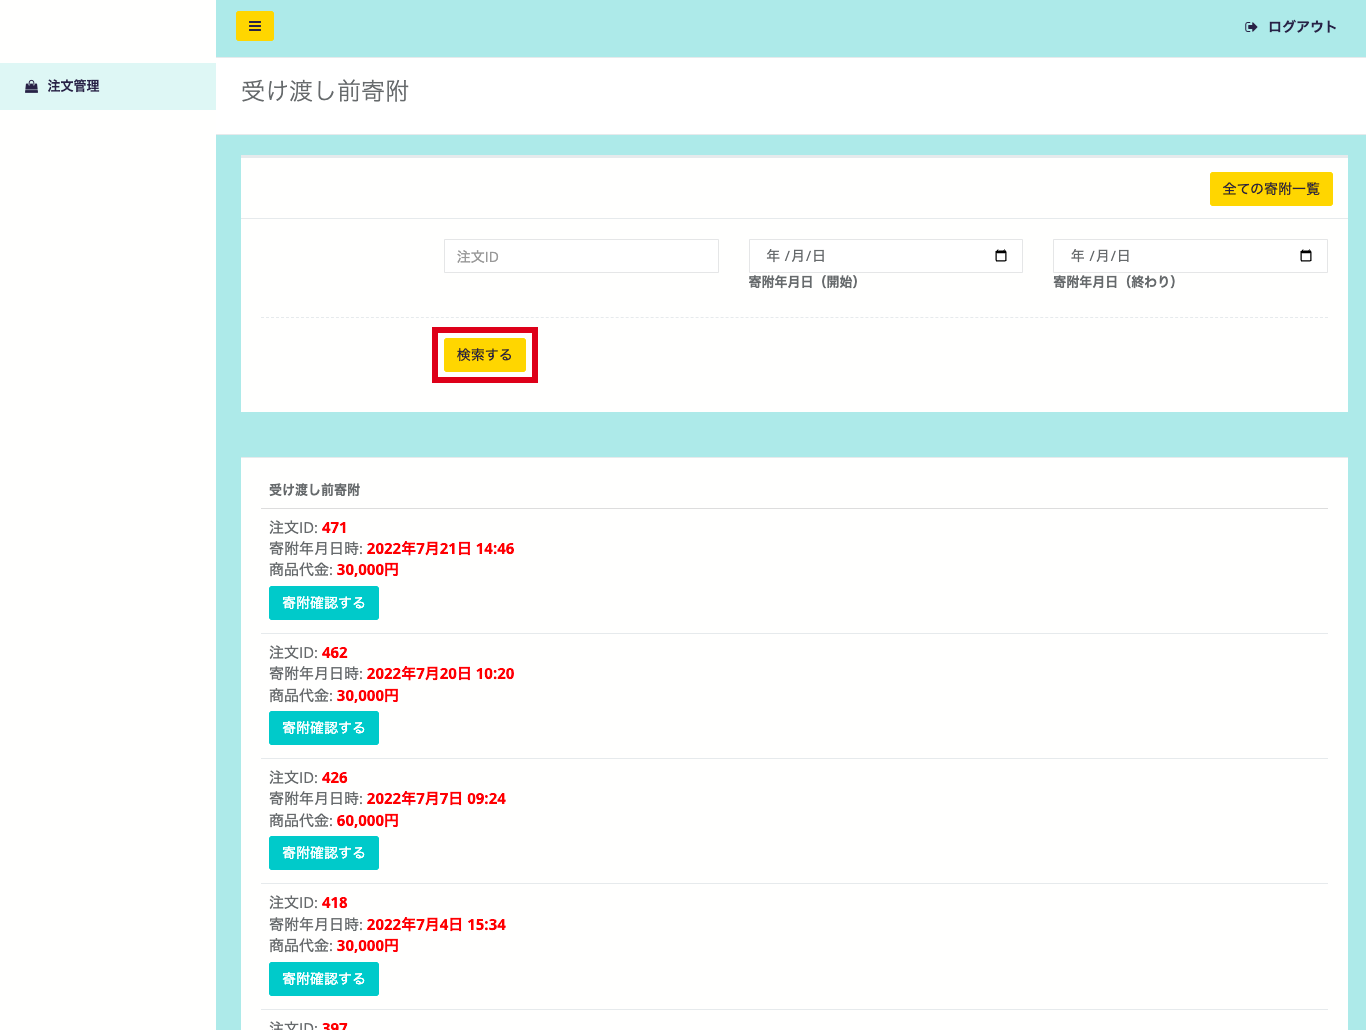 ログアウト
注文管理
受け渡し前寄附
全ての寄附一覧
注文ID
年 /月/日
年 /月/日
寄附年月日（開始）
寄附年月日（終わり）
検索する
受け渡し前寄附
注文ID: 471
寄附年月日時: 2022年7月21日 14:46
商品代金: 30,000円
寄附確認する
注文ID: 462
寄附年月日時: 2022年7月20日 10:20
商品代金: 30,000円
寄附確認する
注文ID: 426
寄附年月日時: 2022年7月7日 09:24
商品代金: 60,000円
寄附確認する
注文ID: 418
寄附年月日時: 2022年7月4日 15:34
商品代金: 30,000円
寄附確認する
注文ID: 397